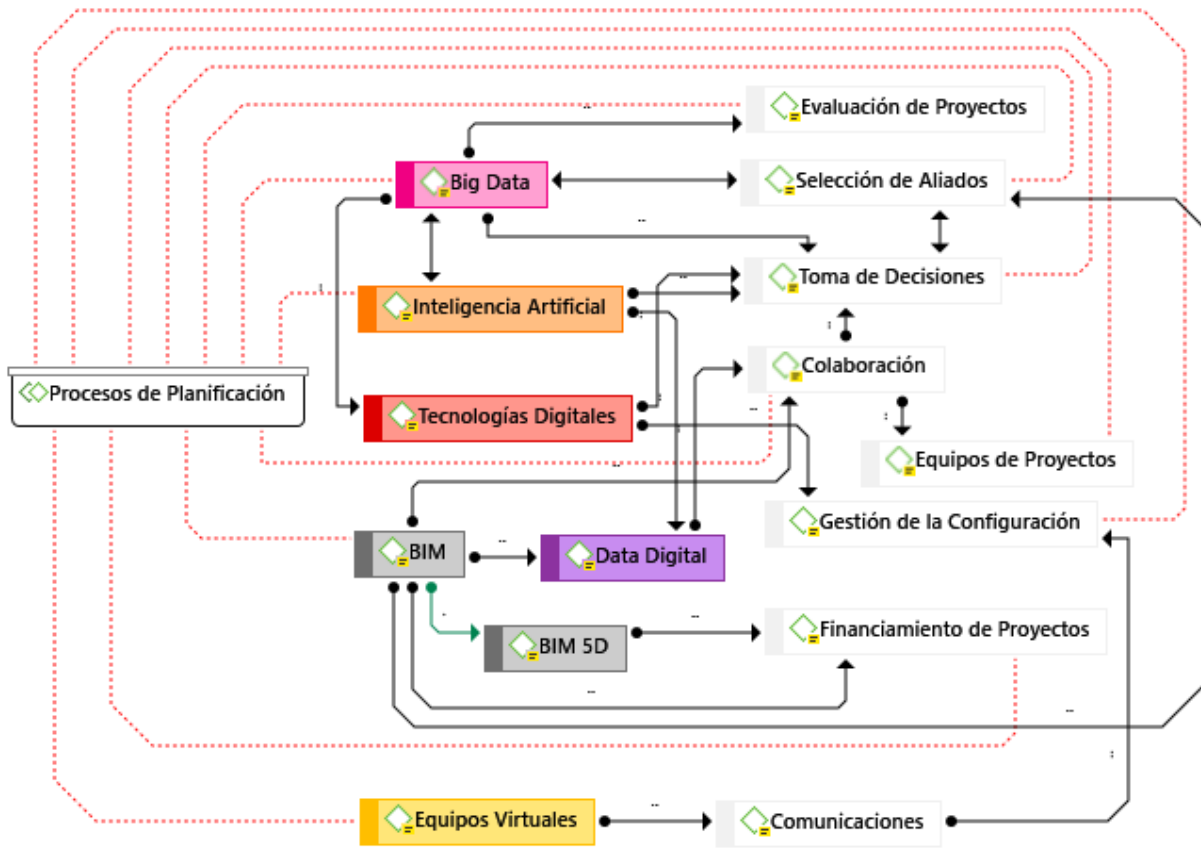 Evaluación de Proyectos
Big Data
Selección de Aliados
Toma de Decisiones
Inteligencia Artificial
Colaboración
Procesos de Planificación
Tecnologías Digitales
Equipos de Proyectos
Gestión de la Configuración
BIM
Data Digital
BIM 5D
Financiamiento de Proyectos
Equipos Virtuales
Comunicaciones